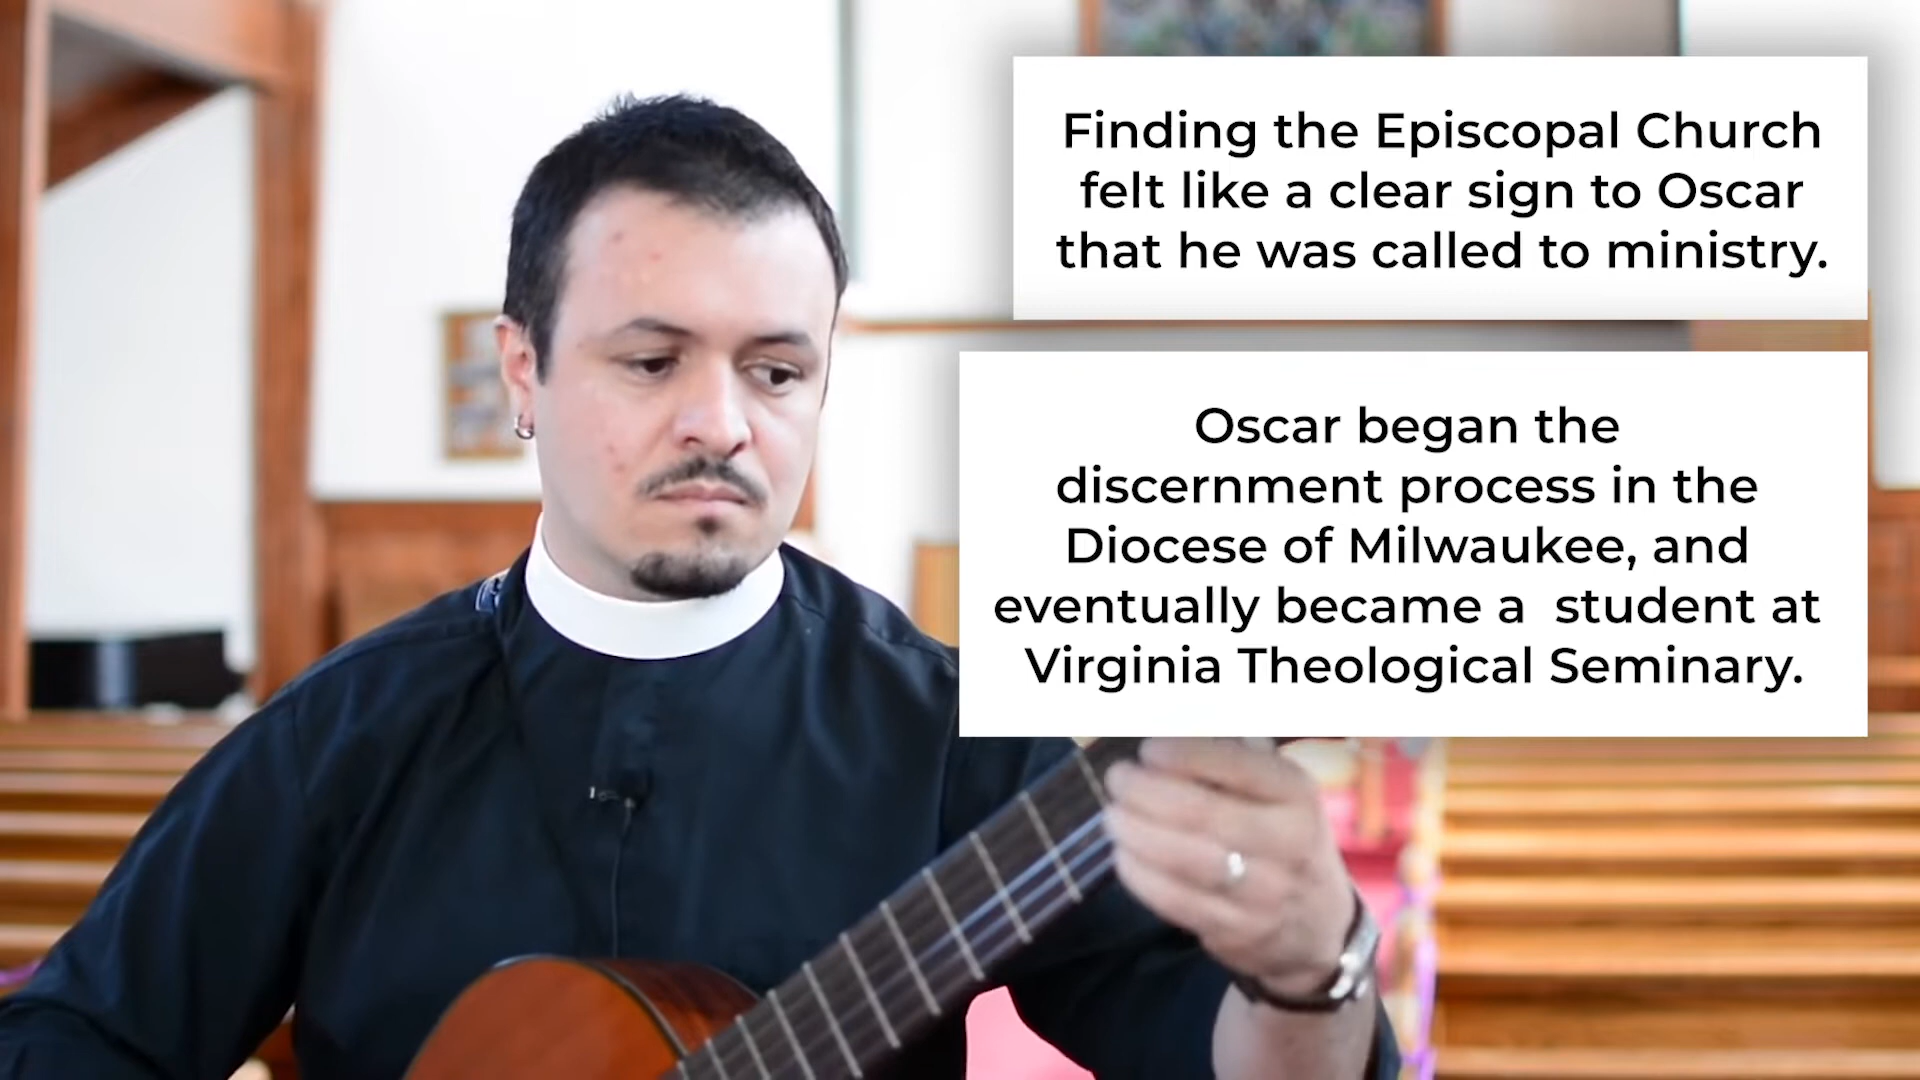 Finding the Episcopal Church
felt like a clear sign to Oscar
that he was called to ministry.
Oscar began the
discernment process in the
Diocese of Milwaukee, and
eventually became a  student at
Virginia Theological Seminary.